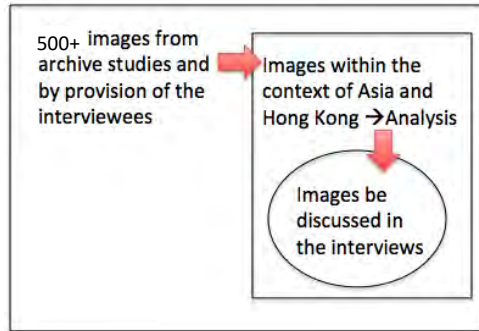 500+ images from
archive studies and
by provision of the
interviewees
Images within the
context of Asia and
Hong Kong →Analysis
Images be
discussed in
the interviews